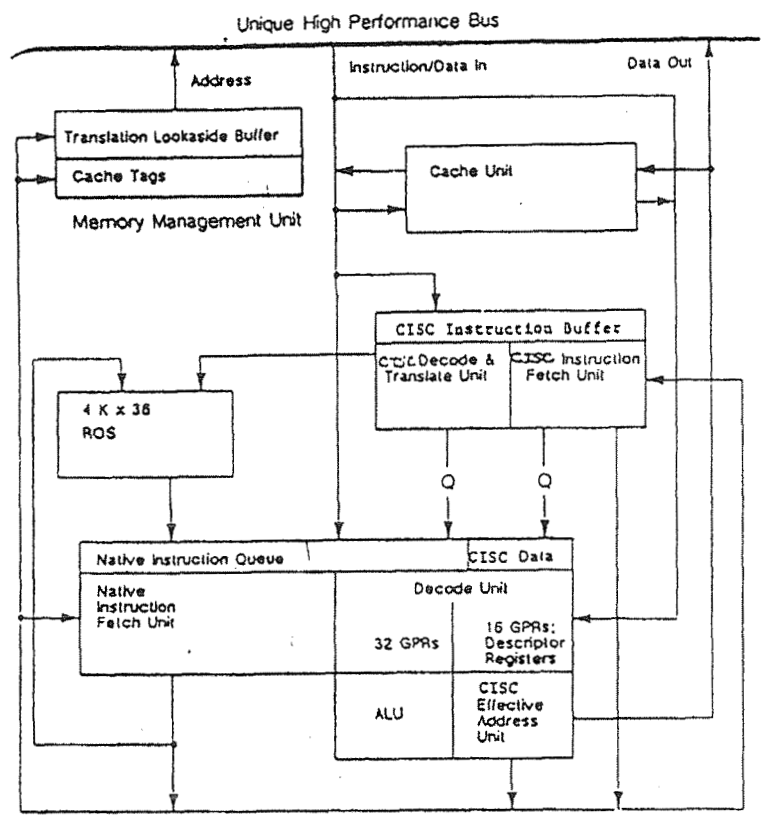 Unique High Performance Bus
Address
Instruction/Data In
Data Out
Translation Lookaside Buffer
Cache Tags
Memory Management Unit
Cache Unit
CISC Instruction Buffer
CISC Decode &
Translate Unit
CISC Instruction
Fetch Unit
4 K x 36
ROS
Q
Q
Native Instruction Queue
CISC Data
Native
Instruction
Fetch Unit
Decode Unit
32 GPRs
16 GPRs;
Descriptor
Registers
ALU
CISC
Effective
Address
Unit